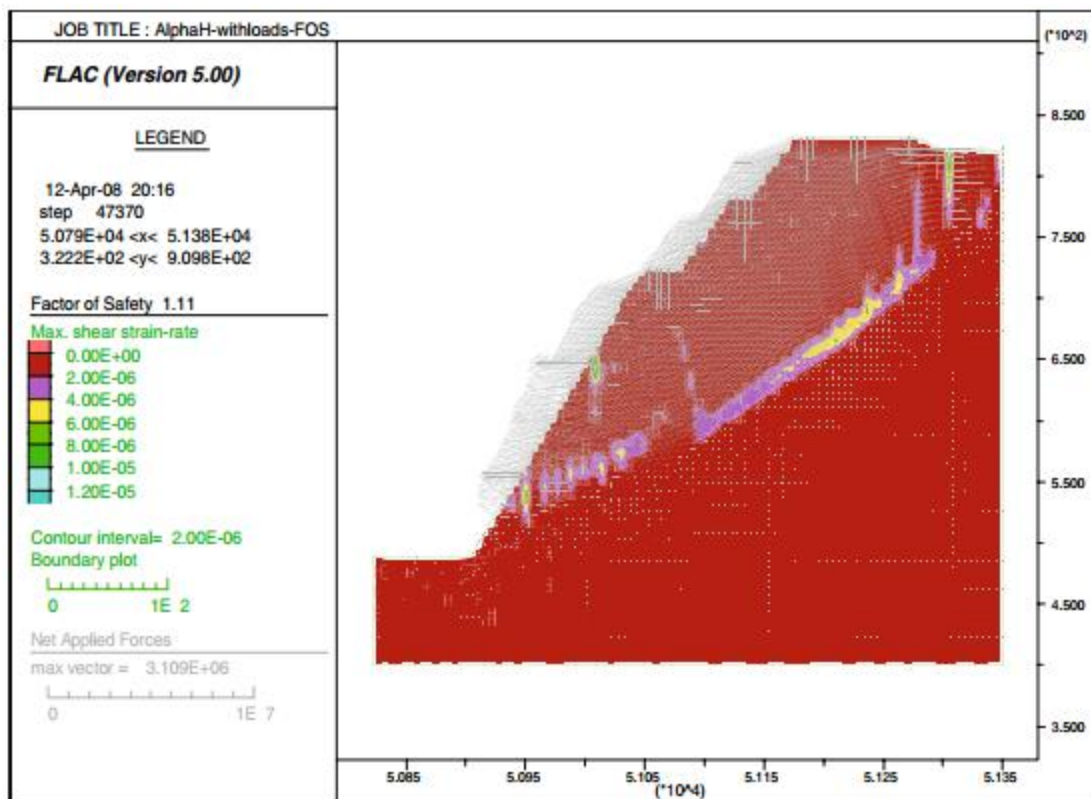 JOB TITLE : AlphaH-withloads-FOS
FLAC (Version 5.00)
LEGEND
12-Apr-08 20:16
step 47370
5.079E+04 <x< 5.138E+04
3.222E+02 <y< 9.098E+02
Factor of Safety 1.11
Max. shear strain-rate
0.00E+00
2.00E-06
4.00E-06
6.00E-06
8.00E-06
1.00E-05
1.20E-05
Contour interval= 2.00E-06
Boundary plot
0 1E 2
Net Applied Forces
max vector = 3.109E+06
0 1E 7
(*10^2)
8.500
7.500
6.500
5.500
4.500
3.500
5.085 5.095 5.105 5.115 5.125 5.135
(*10^4)